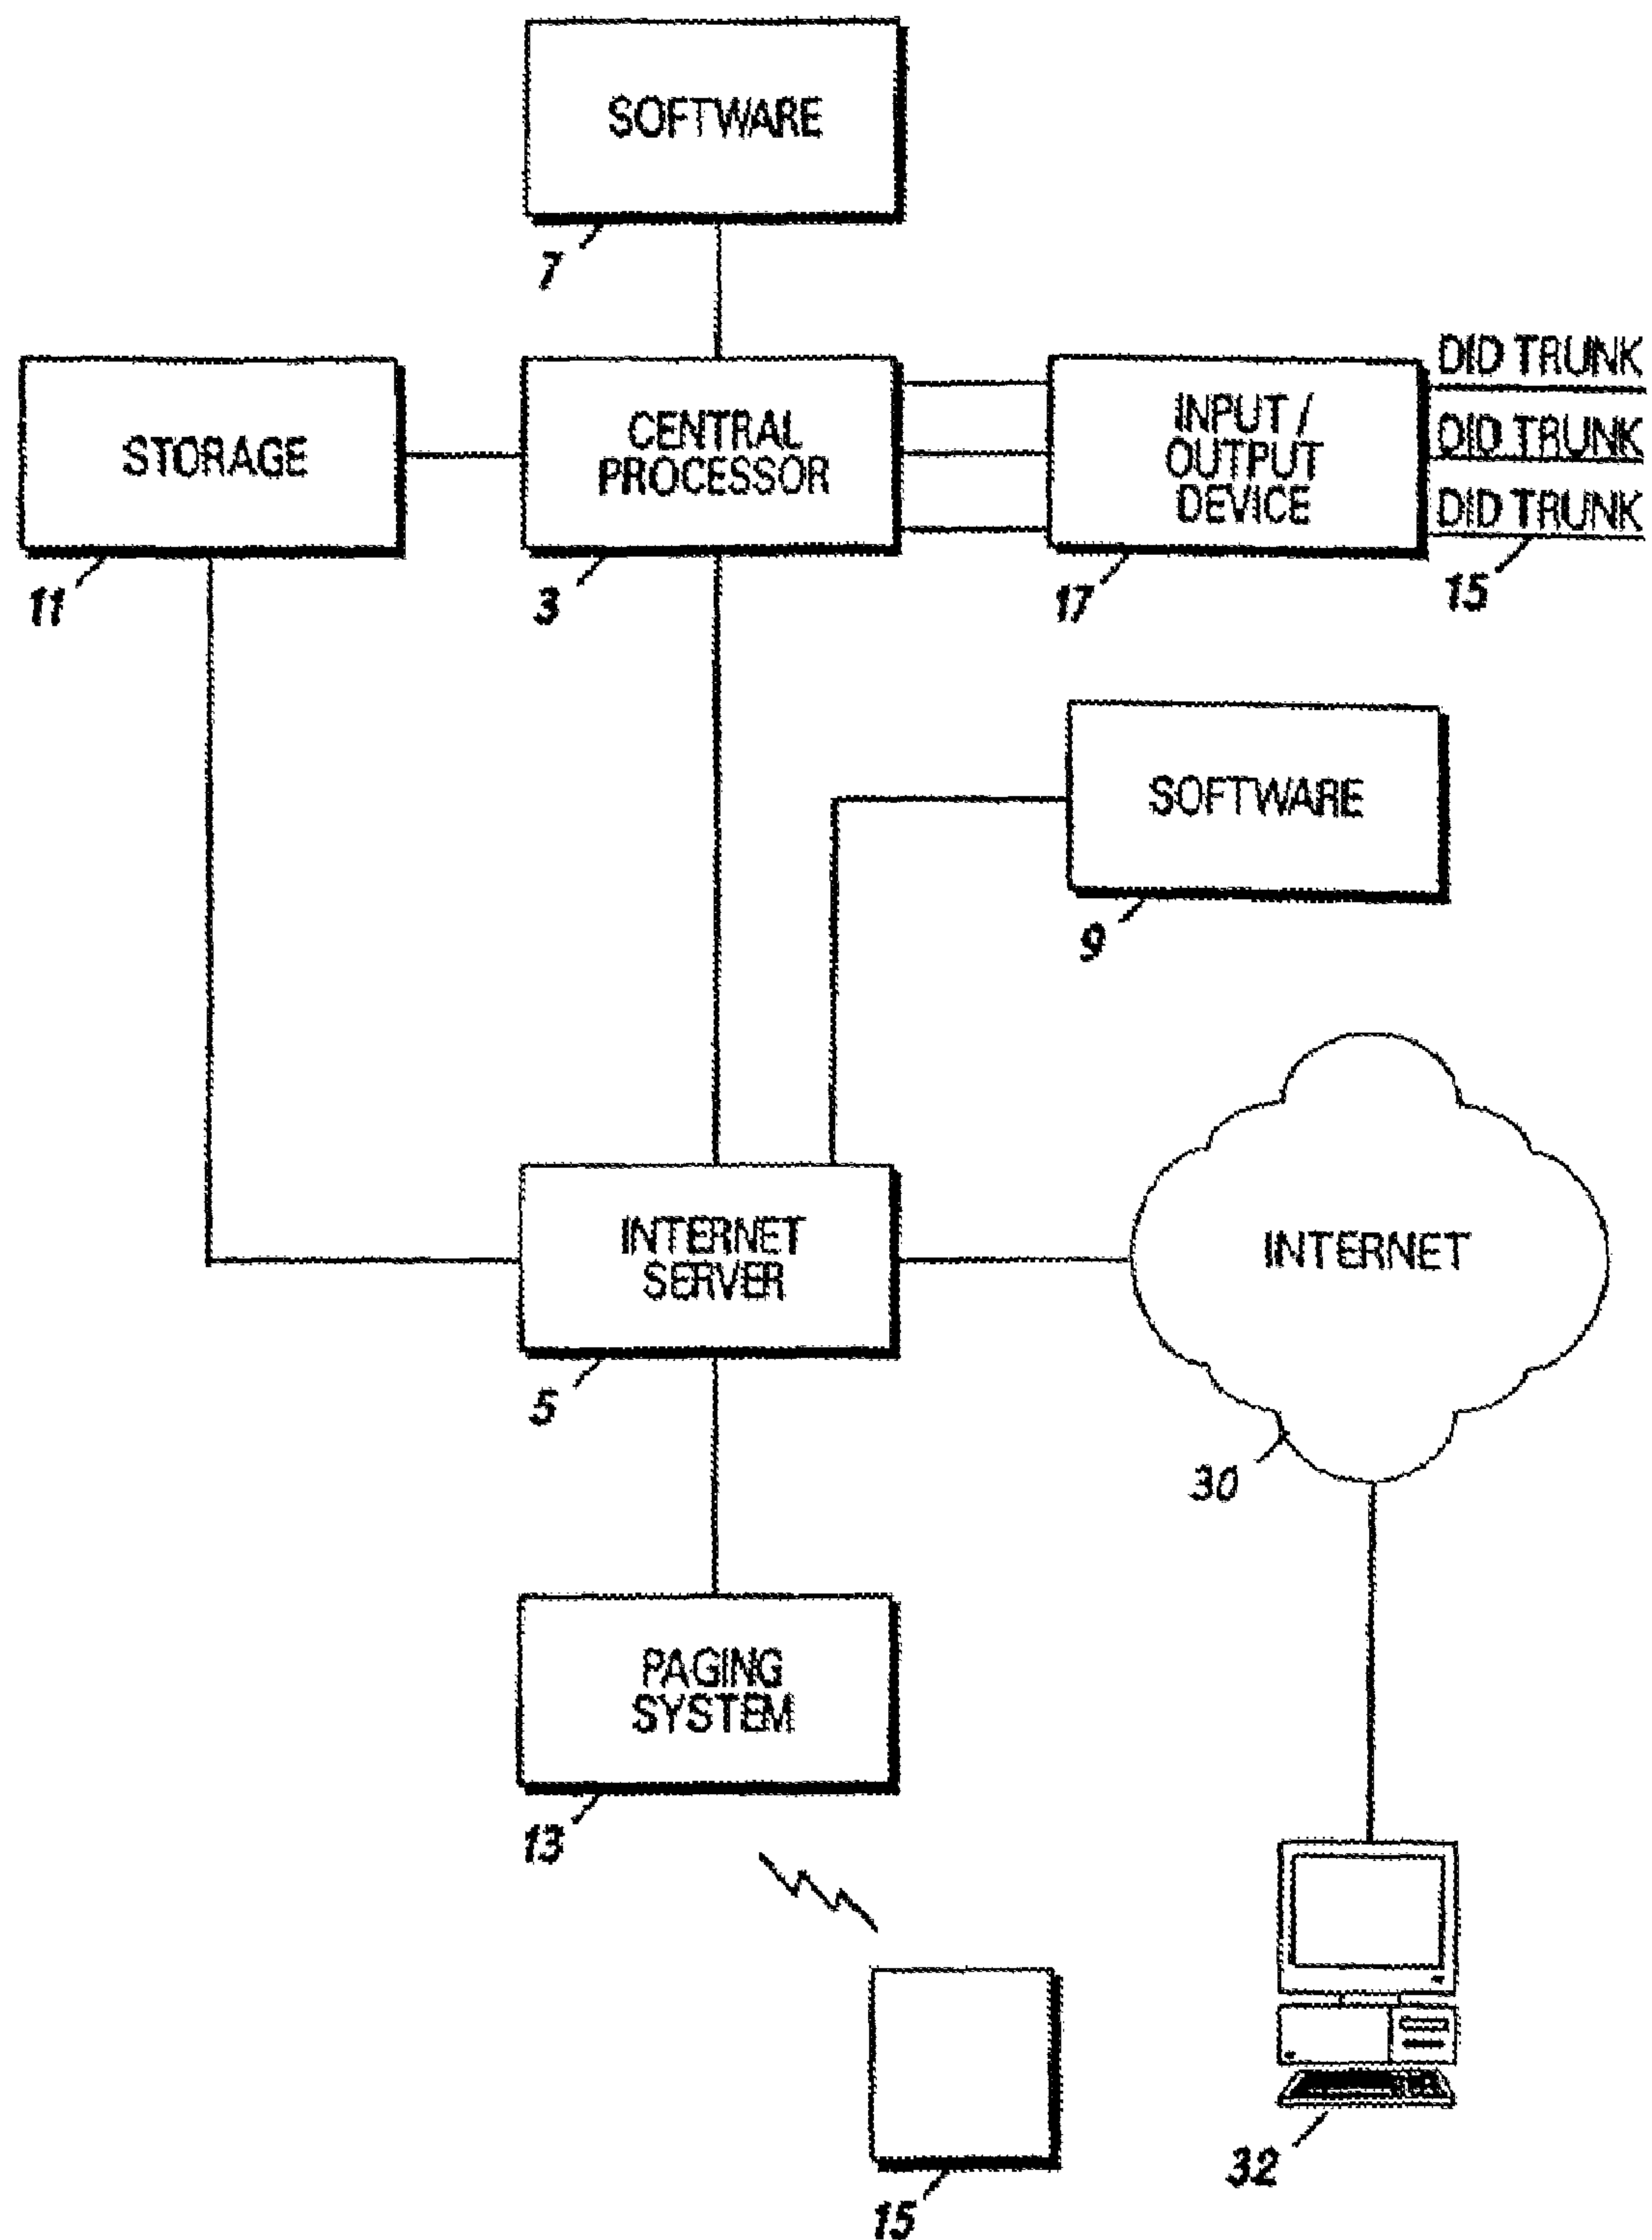 SOFTWARE
7
DID TRUNK
DID TRUNK
DID TRUNK
15
STORAGE
11
CENTRAL
PROCESSOR
3
INPUT /
OUTPUT
DEVICE
17
SOFTWARE
9
INTERNET
SERVER
5
INTERNET
30
PAGING
SYSTEM
13
15
32